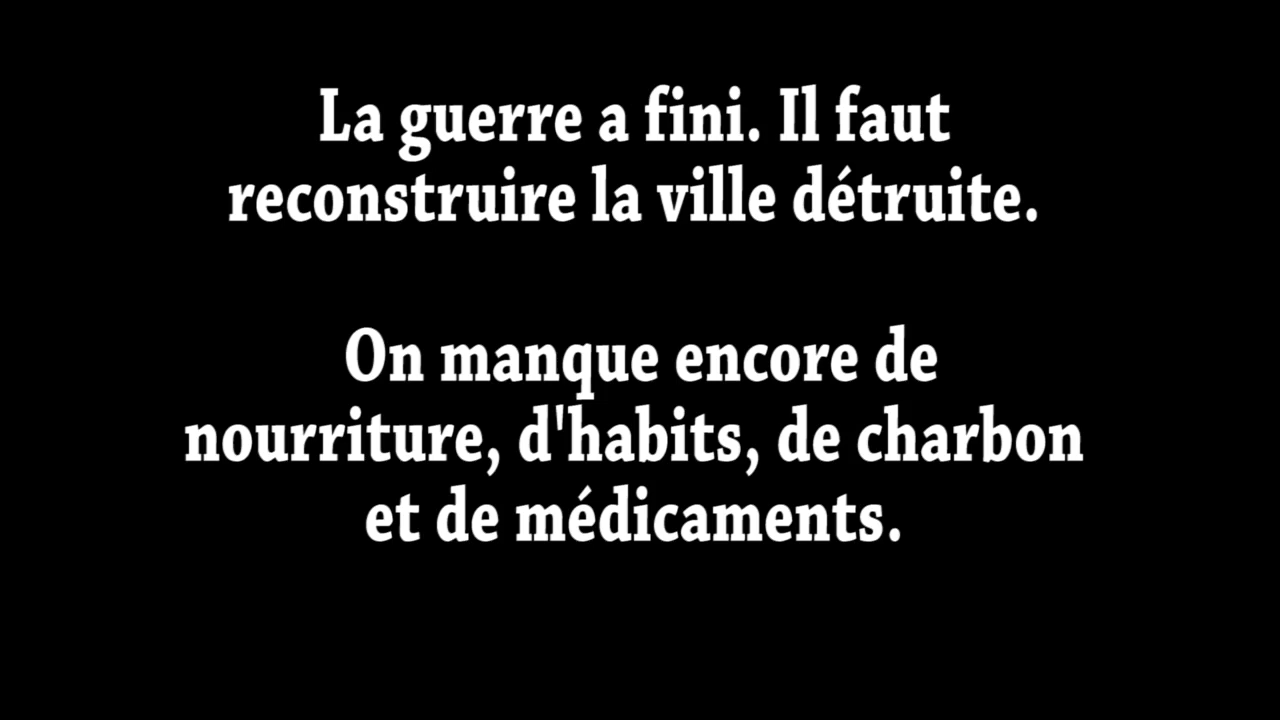 La guerre a fini. Il faut
reconstruire la ville détruite.
On manque encore de
nourriture, d'habits, de charbon
et de médicaments.